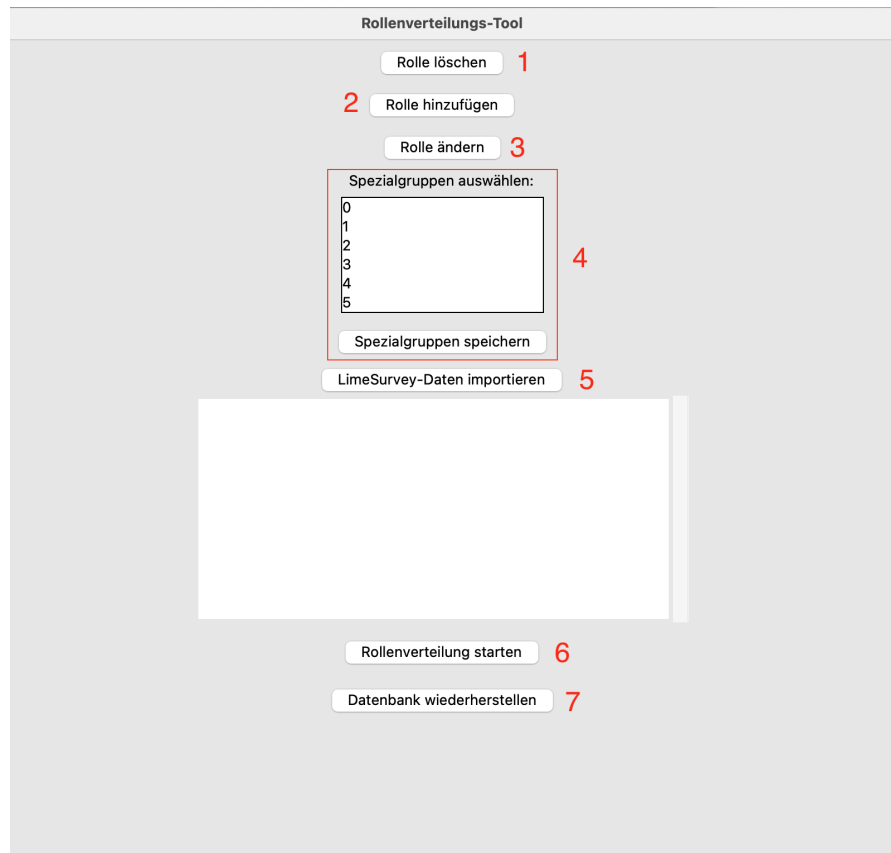 Rollenverteilungs-Tool
Rolle löschen 1
2 Rolle hinzufügen
Rolle ändern 3
Spezialgruppen auswählen:
0
1
2
3
4
5
4
Spezialgruppen speichern
LimeSurvey-Daten importieren 5
Rollenverteilung starten 6
Datenbank wiederherstellen 7